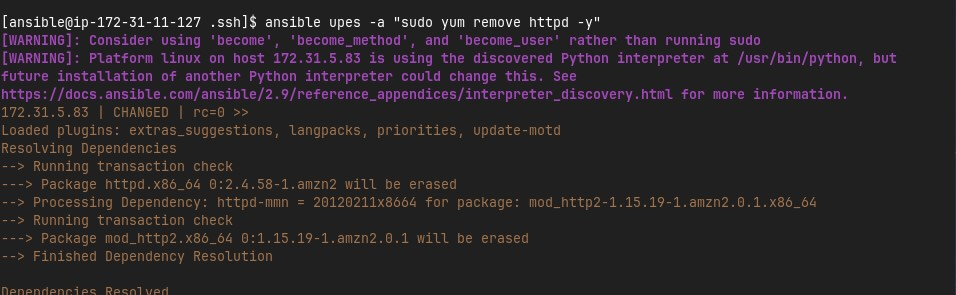 [ansible@ip-172-31-11-127 .ssh]$ ansible upes -a "sudo yum remove httpd -y"
[WARNING]: Consider using 'become', 'become_method', and 'become_user' rather than running sudo
[WARNING]: Platform linux on host 172.31.5.83 is using the discovered Python interpreter at /usr/bin/python, but
future installation of another Python interpreter could change this. See
https://docs.ansible.com/ansible/2.9/reference_appendices/interpreter_discovery.html for more information.
172.31.5.83 | CHANGED | rc=0 >>
Loaded plugins: extras_suggestions, langpacks, priorities, update-motd
Resolving Dependencies
--> Running transaction check
---> Package httpd.x86_64 0:2.4.58-1.amzn2 will be erased
--> Processing Dependency: httpd-mmn = 20120211x8664 for package: mod_http2-1.15.19-1.amzn2.0.1.x86_64
--> Running transaction check
---> Package mod_http2.x86_64 0:1.15.19-1.amzn2.0.1 will be erased
--> Finished Dependency Resolution
Dependencies Resolved